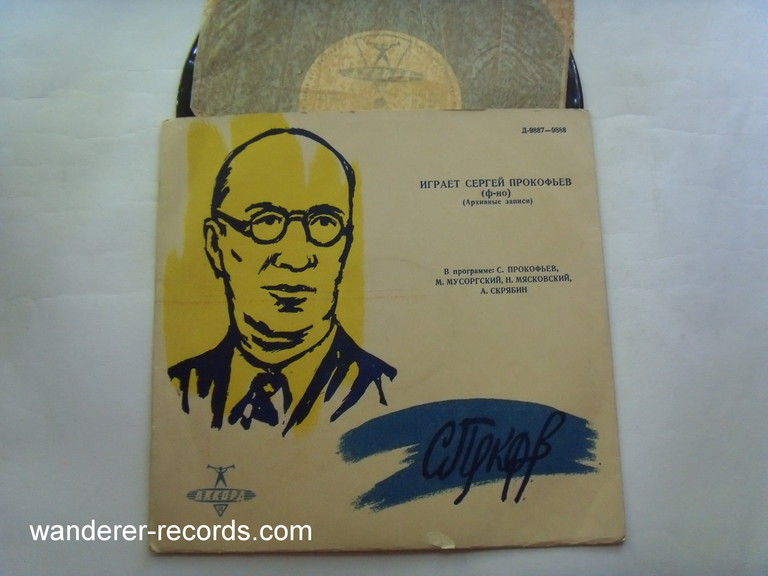 Д-9887—9888
ИГРАЕТ СЕРГЕЙ ПРОКОФЬЕВ
(ф-но)
(Архивные записи)
В программе: С. ПРОКОФЬЕВ,
М. МУСОРГСКИЙ, Н. МЯСКОВСКИЙ,
А. СКРЯБИН
АККОРД
wanderer-records.com